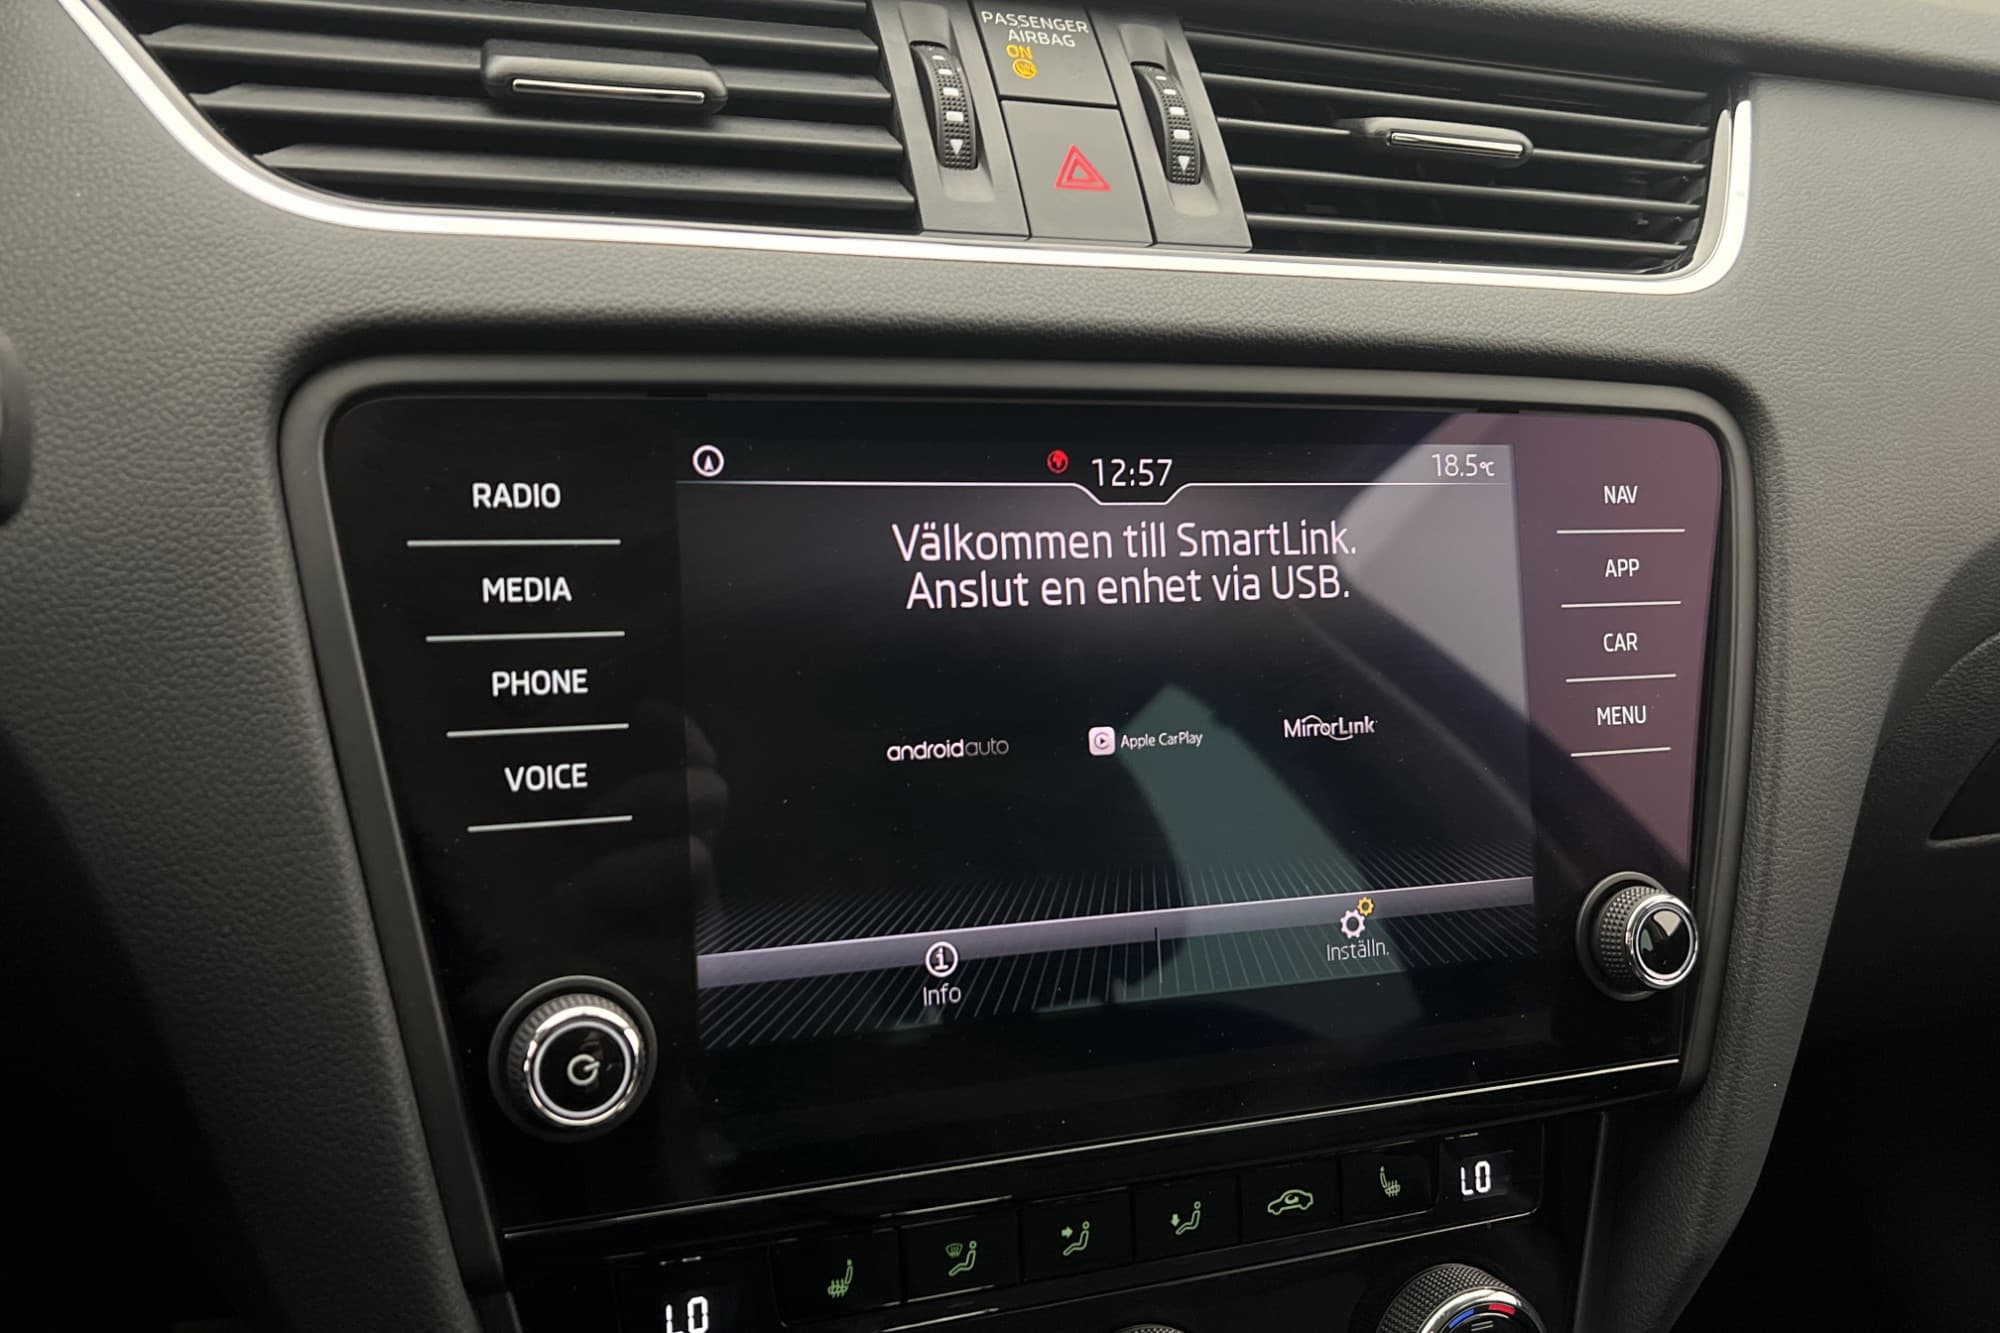 PASSENGER
AIRBAG
ON
12:57
18.5°C
RADIO
MEDIA
PHONE
VOICE
Välkommen till SmartLink.
Anslut en enhet via USB.
androidauto
Apple CarPlay
MirrorLink
Info
Inställn.
NAV
APP
CAR
MENU
LO
LO